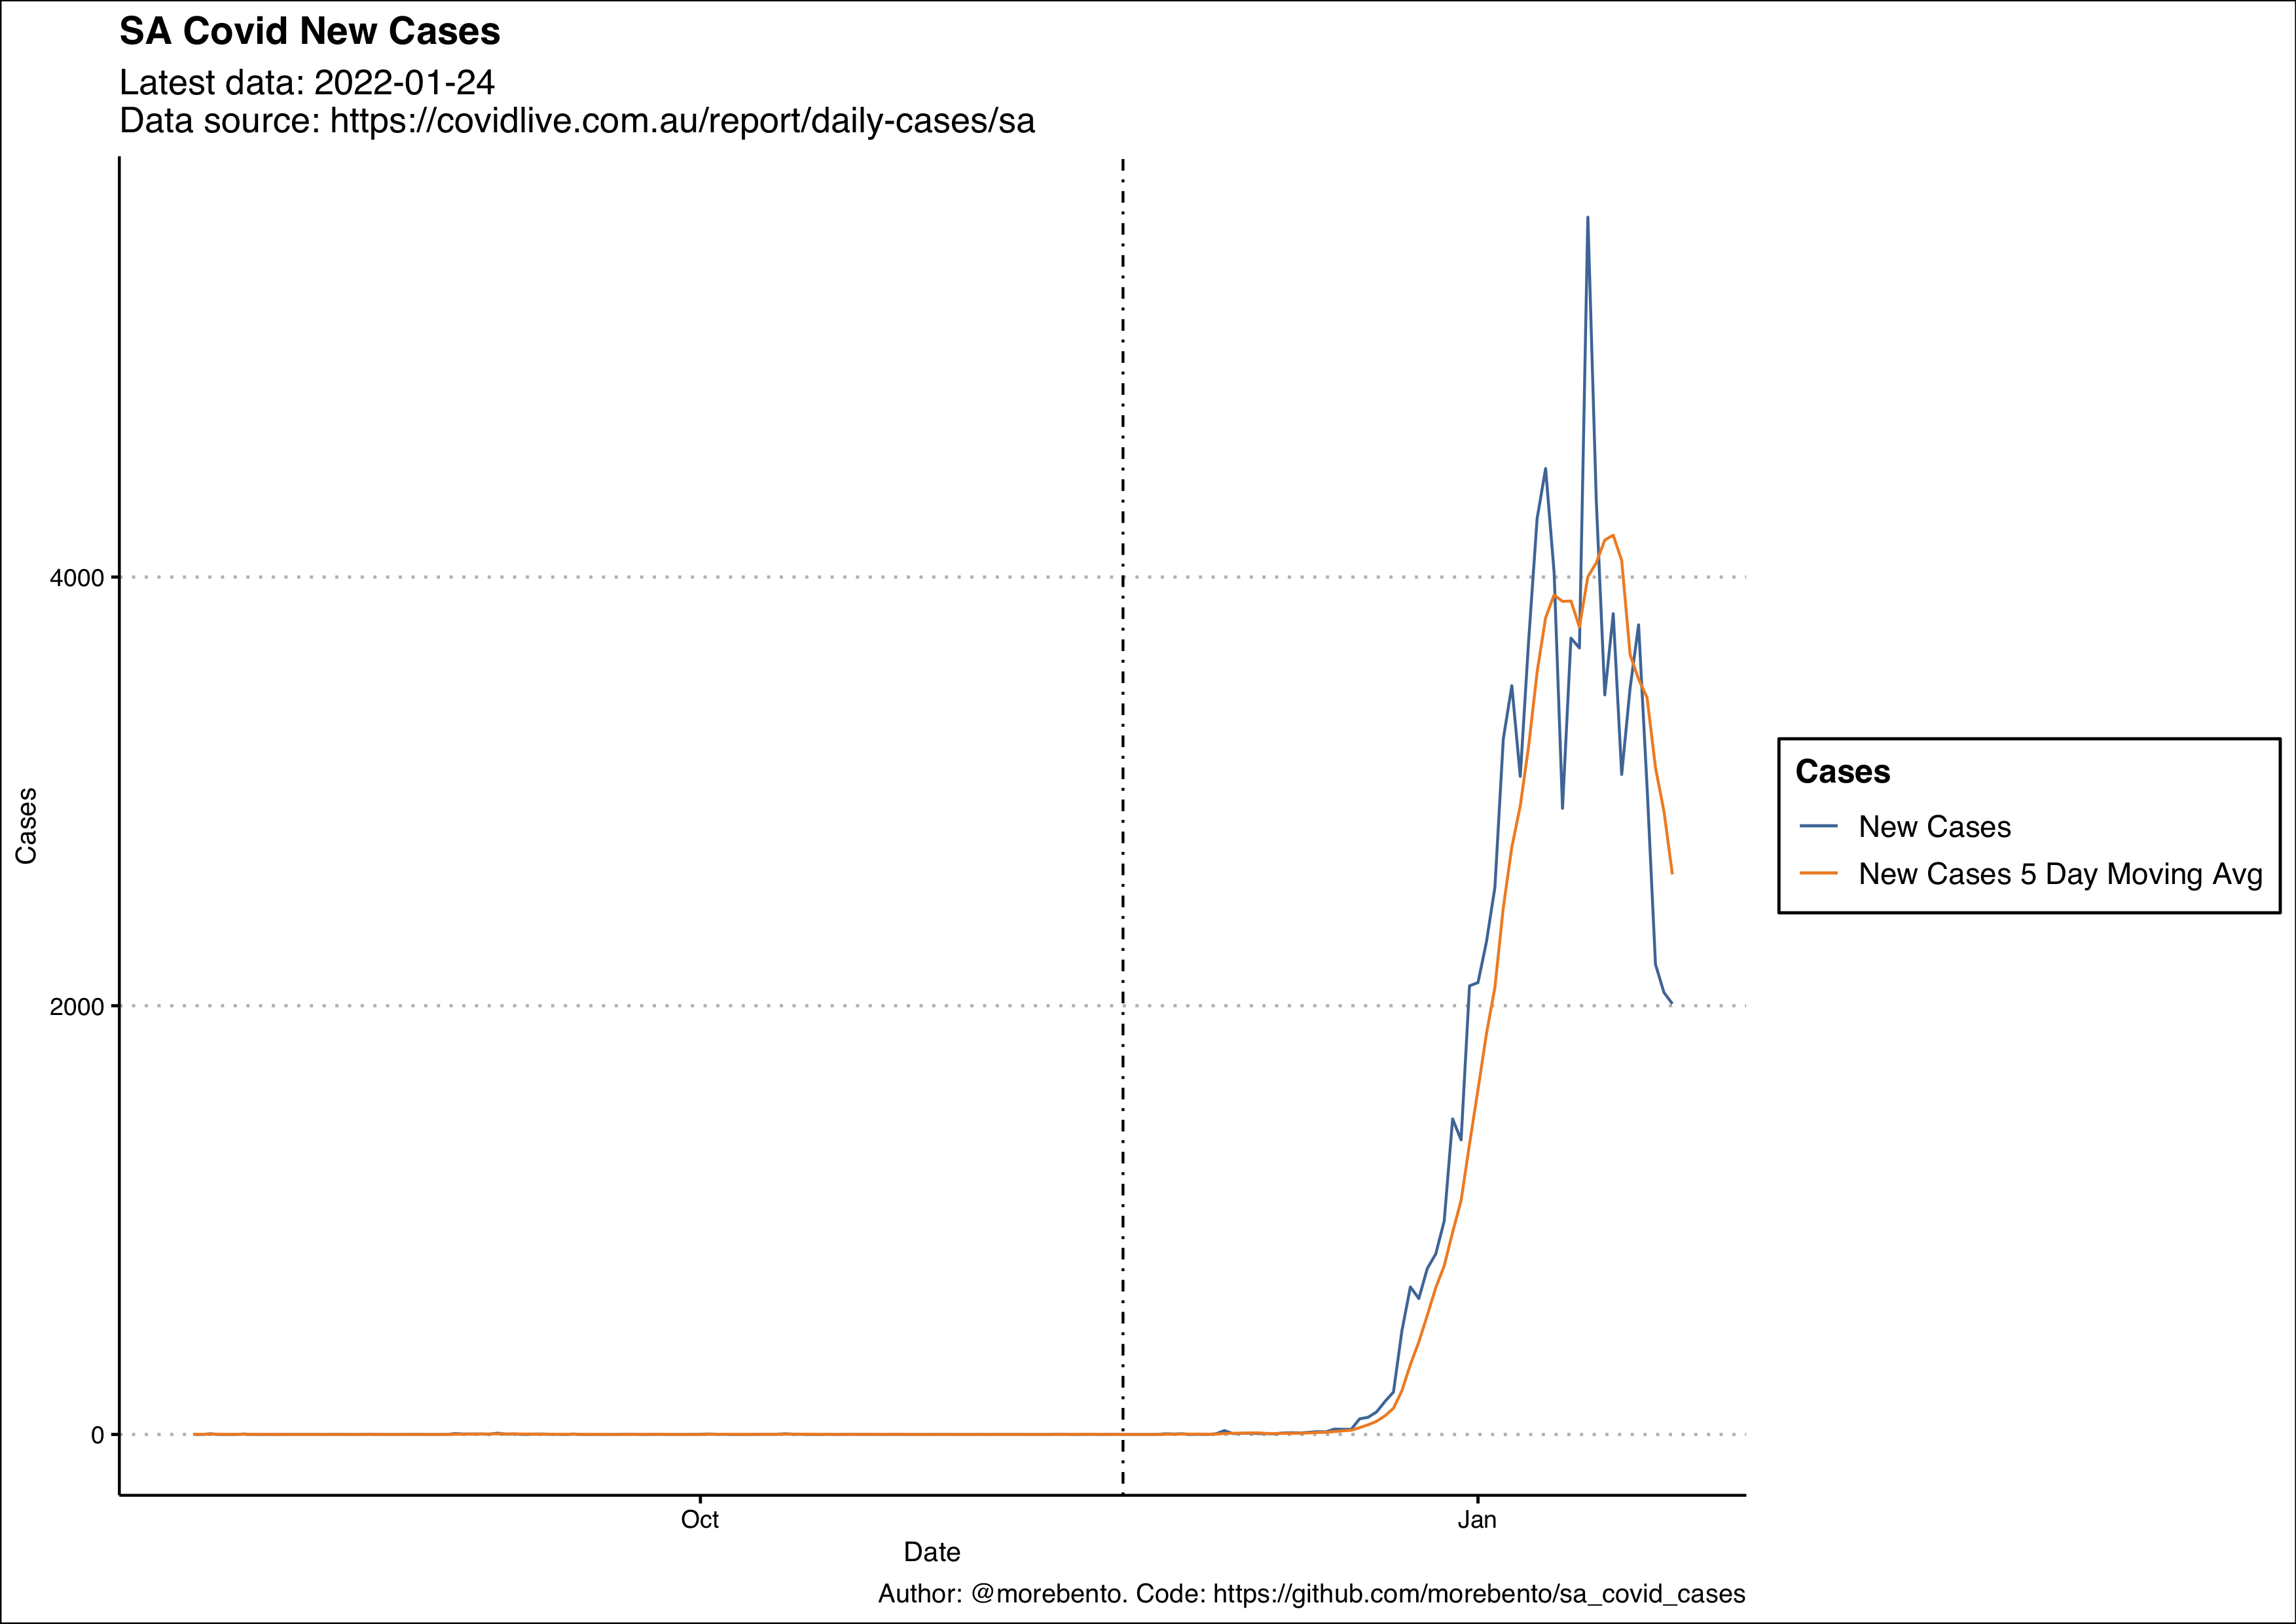 SA Covid New Cases
Latest data: 2022-01-24
Data source: https://covidlive.com.au/report/daily-cases/sa
Cases
4000
2000
0
Oct
Jan
Date
Cases
New Cases
New Cases 5 Day Moving Avg
Author: @morebento. Code: https://github.com/morebento/sa_covid_cases